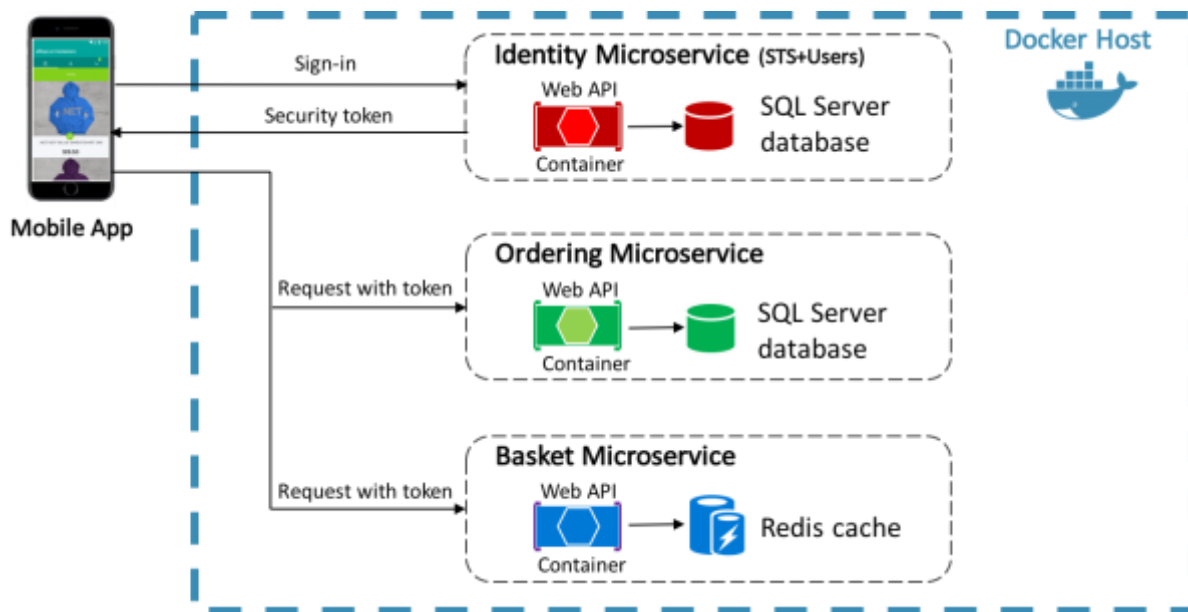 Docker Host
Identity Microservice (STS+Users)
Sign-in
Web API
SQL Server
database
Security token
Container
Mobile App
Ordering Microservice
Web API
Request with token
SQL Server
database
Container
Basket Microservice
Web API
Request with token
Redis cache
Container